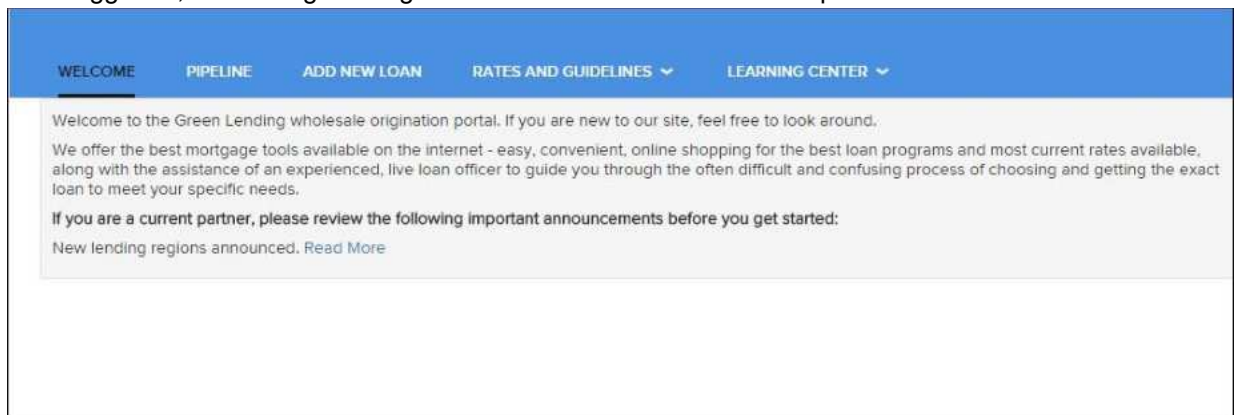 WELCOME PIPELINE ADD NEW LOAN RATES AND GUIDELINES LEARNING CENTER
Welcome to the Green Lending wholesale origination portal. If you are new to our site, feel free to look around.
We offer the best mortgage tools available on the internet - easy, convenient, online shopping for the best loan programs and most current rates available,
along with the assistance of an experienced, live loan officer to guide you through the often difficult and confusing process of choosing and getting the exact
loan to meet your specific needs.
If you are a current partner, please review the following important announcements before you get started:
New lending regions announced. Read More